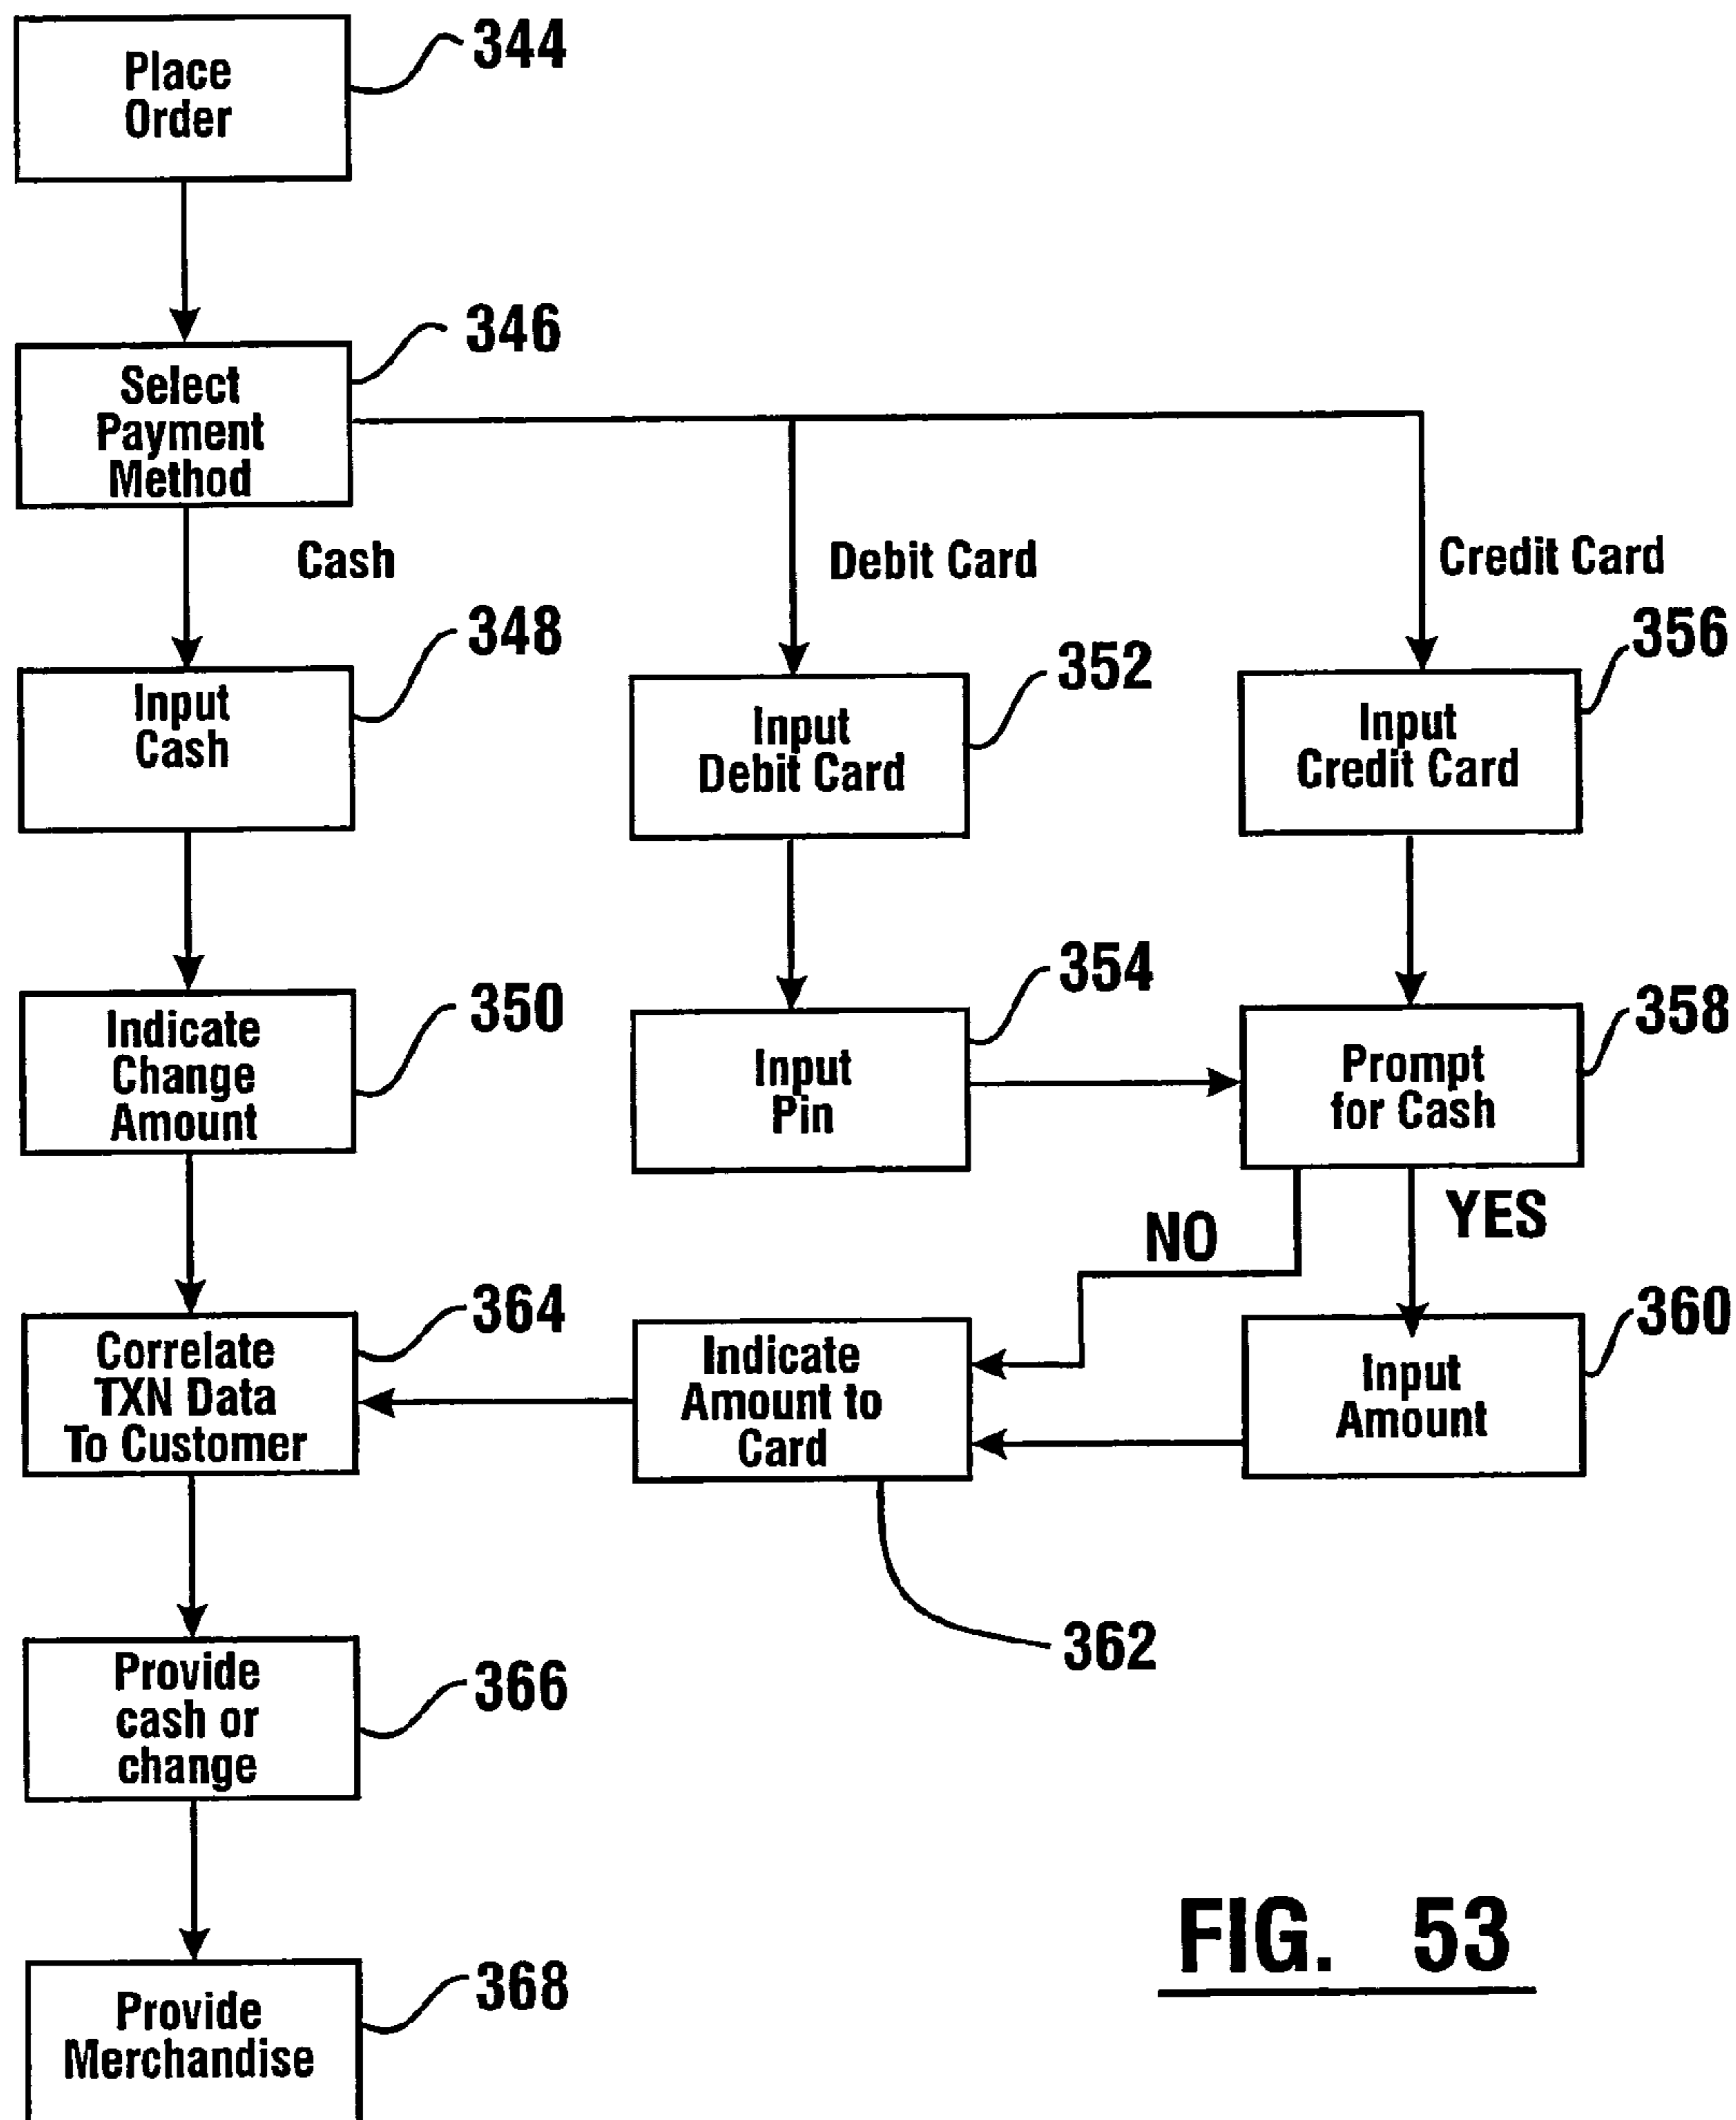 Place
Order
344
Select
Payment
Method
346
Cash
Debit Card
Credit Card
Input
Cash
348
Input
Debit Card
352
Input
Credit Card
356
Indicate
Change
Amount
350
Input
Pin
354
Prompt
for Cash
358
NO
YES
Correlate
TXN Data
To Customer
364
Indicate
Amount to
Card
362
Input
Amount
360
Provide
cash or
change
366
Provide
Merchandise
368
FIG. 53